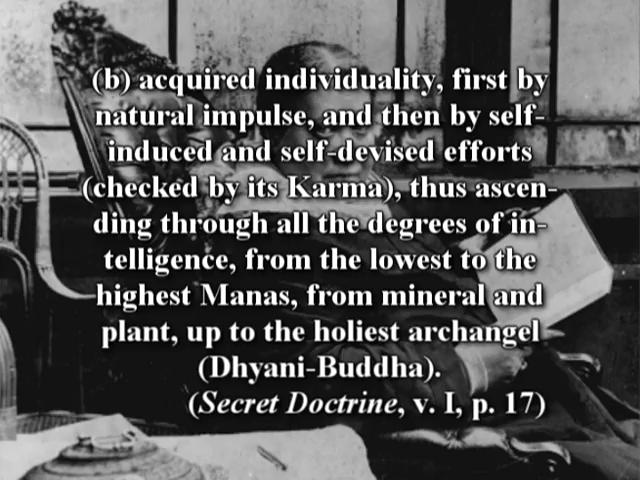 (b) acquired individuality, first by
natural impulse, and then by self-
induced and self-devised efforts
(checked by its Karma), thus ascen-
ding through all the degrees of in-
telligence, from the lowest to the
highest Manas, from mineral and
plant, up to the holiest archangel
(Dhyani-Buddha).
(Secret Doctrine, v. I, p. 17)